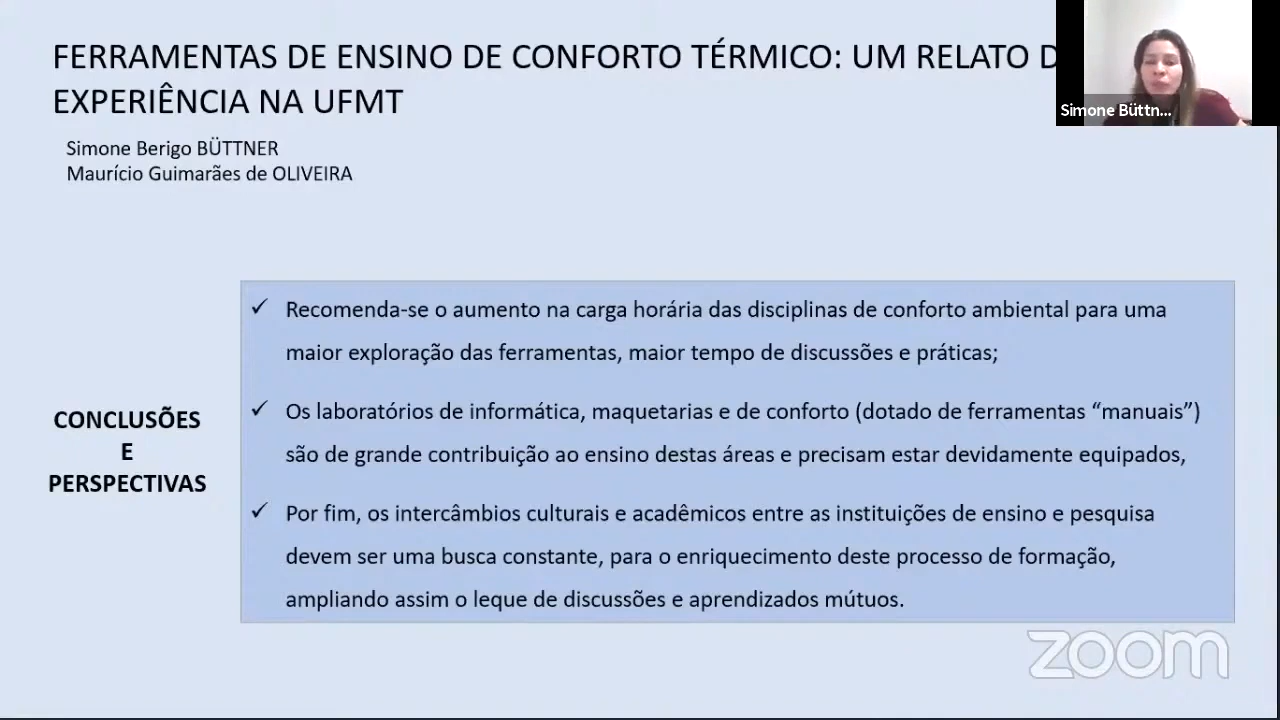 FERRAMENTAS DE ENSINO DE CONFORTO TÉRMICO: UM RELATO D
EXPERIÊNCIA NA UFMT
Simone Büttn...
Simone Berigo BÜTTNER
Maurício Guimarães de OLIVEIRA
CONCLUSÕES
E
PERSPECTIVAS
✓ Recomenda-se o aumento na carga horária das disciplinas de conforto ambiental para uma
maior exploração das ferramentas, maior tempo de discussões e práticas;
✓ Os laboratórios de informática, maquetarias e de conforto (dotado de ferramentas “manuais”)
são de grande contribuição ao ensino destas áreas e precisam estar devidamente equipados,
✓ Por fim, os intercâmbios culturais e acadêmicos entre as instituições de ensino e pesquisa
devem ser uma busca constante, para o enriquecimento deste processo de formação,
ampliando assim o leque de discussões e aprendizados mútuos.
zoom